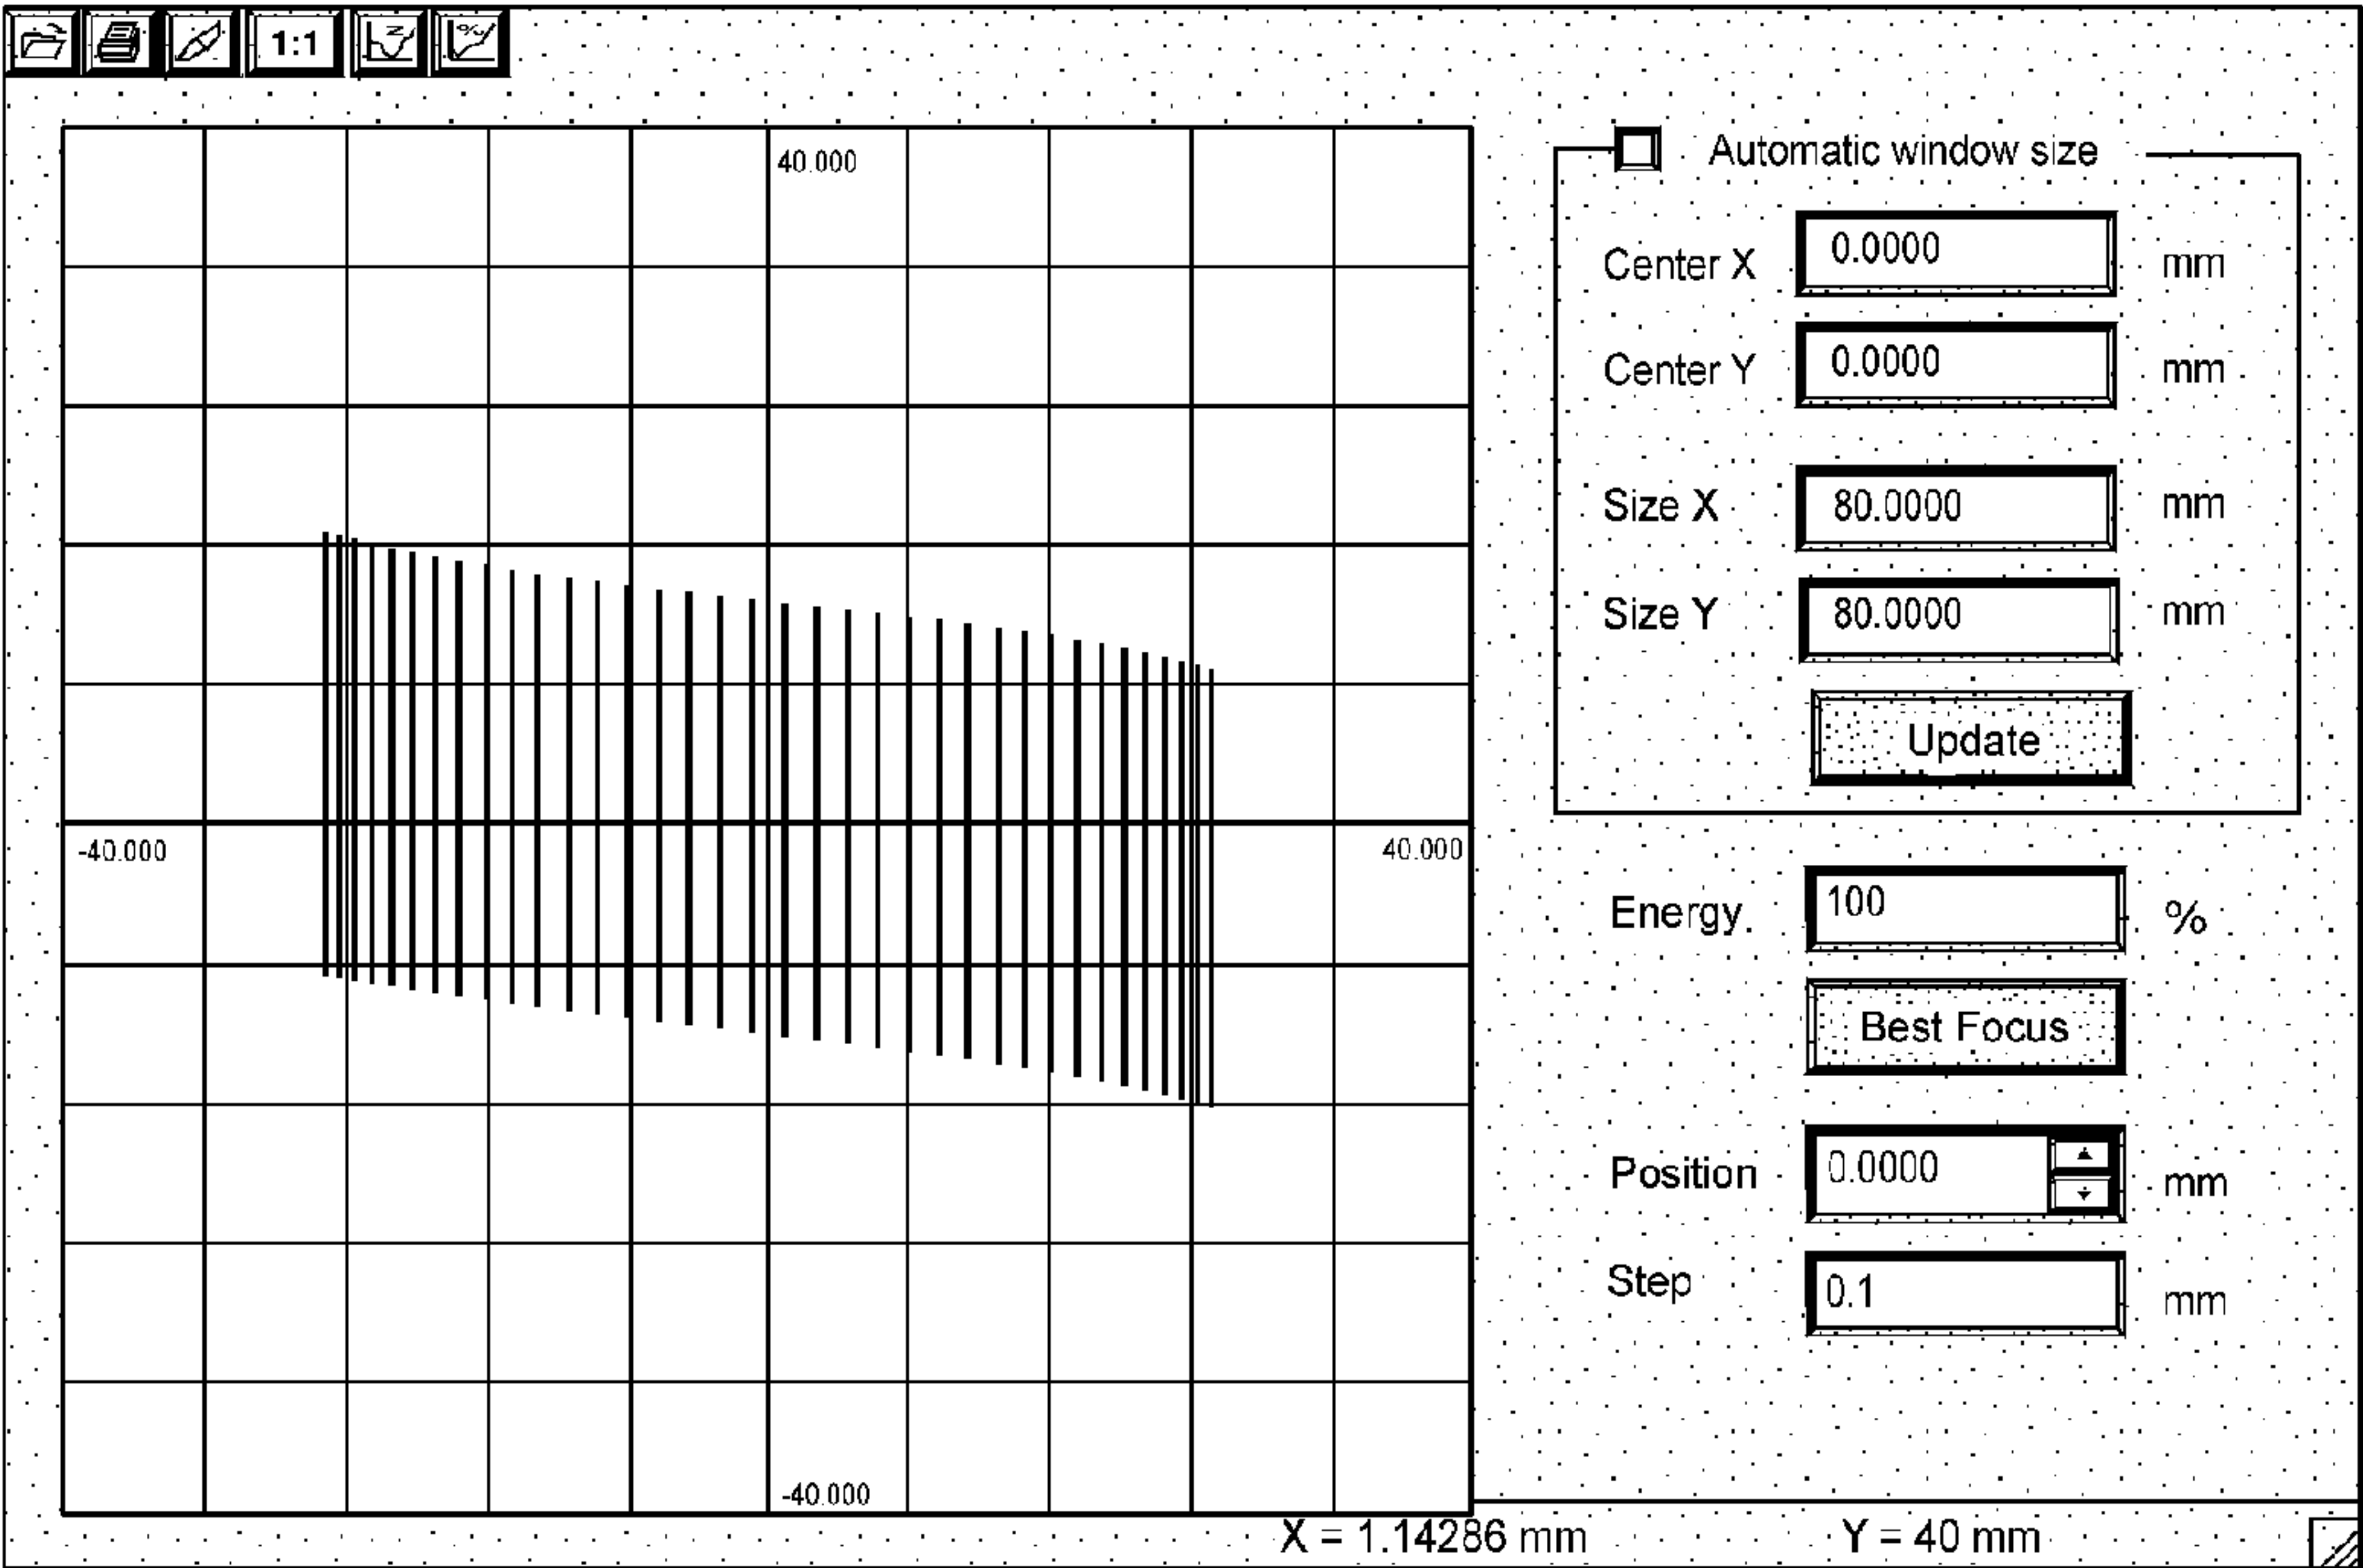 1:1
Z
%
40.000
-40.000
40.000
-40.000
Automatic window size
Center X 0.0000 mm
Center Y 0.0000 mm
Size X 80.0000 mm
Size Y 80.0000 mm
Update
Energy 100 %
Best Focus
Position 0.0000 mm
Step 0.1 mm
X = 1.14286 mm Y = 40 mm